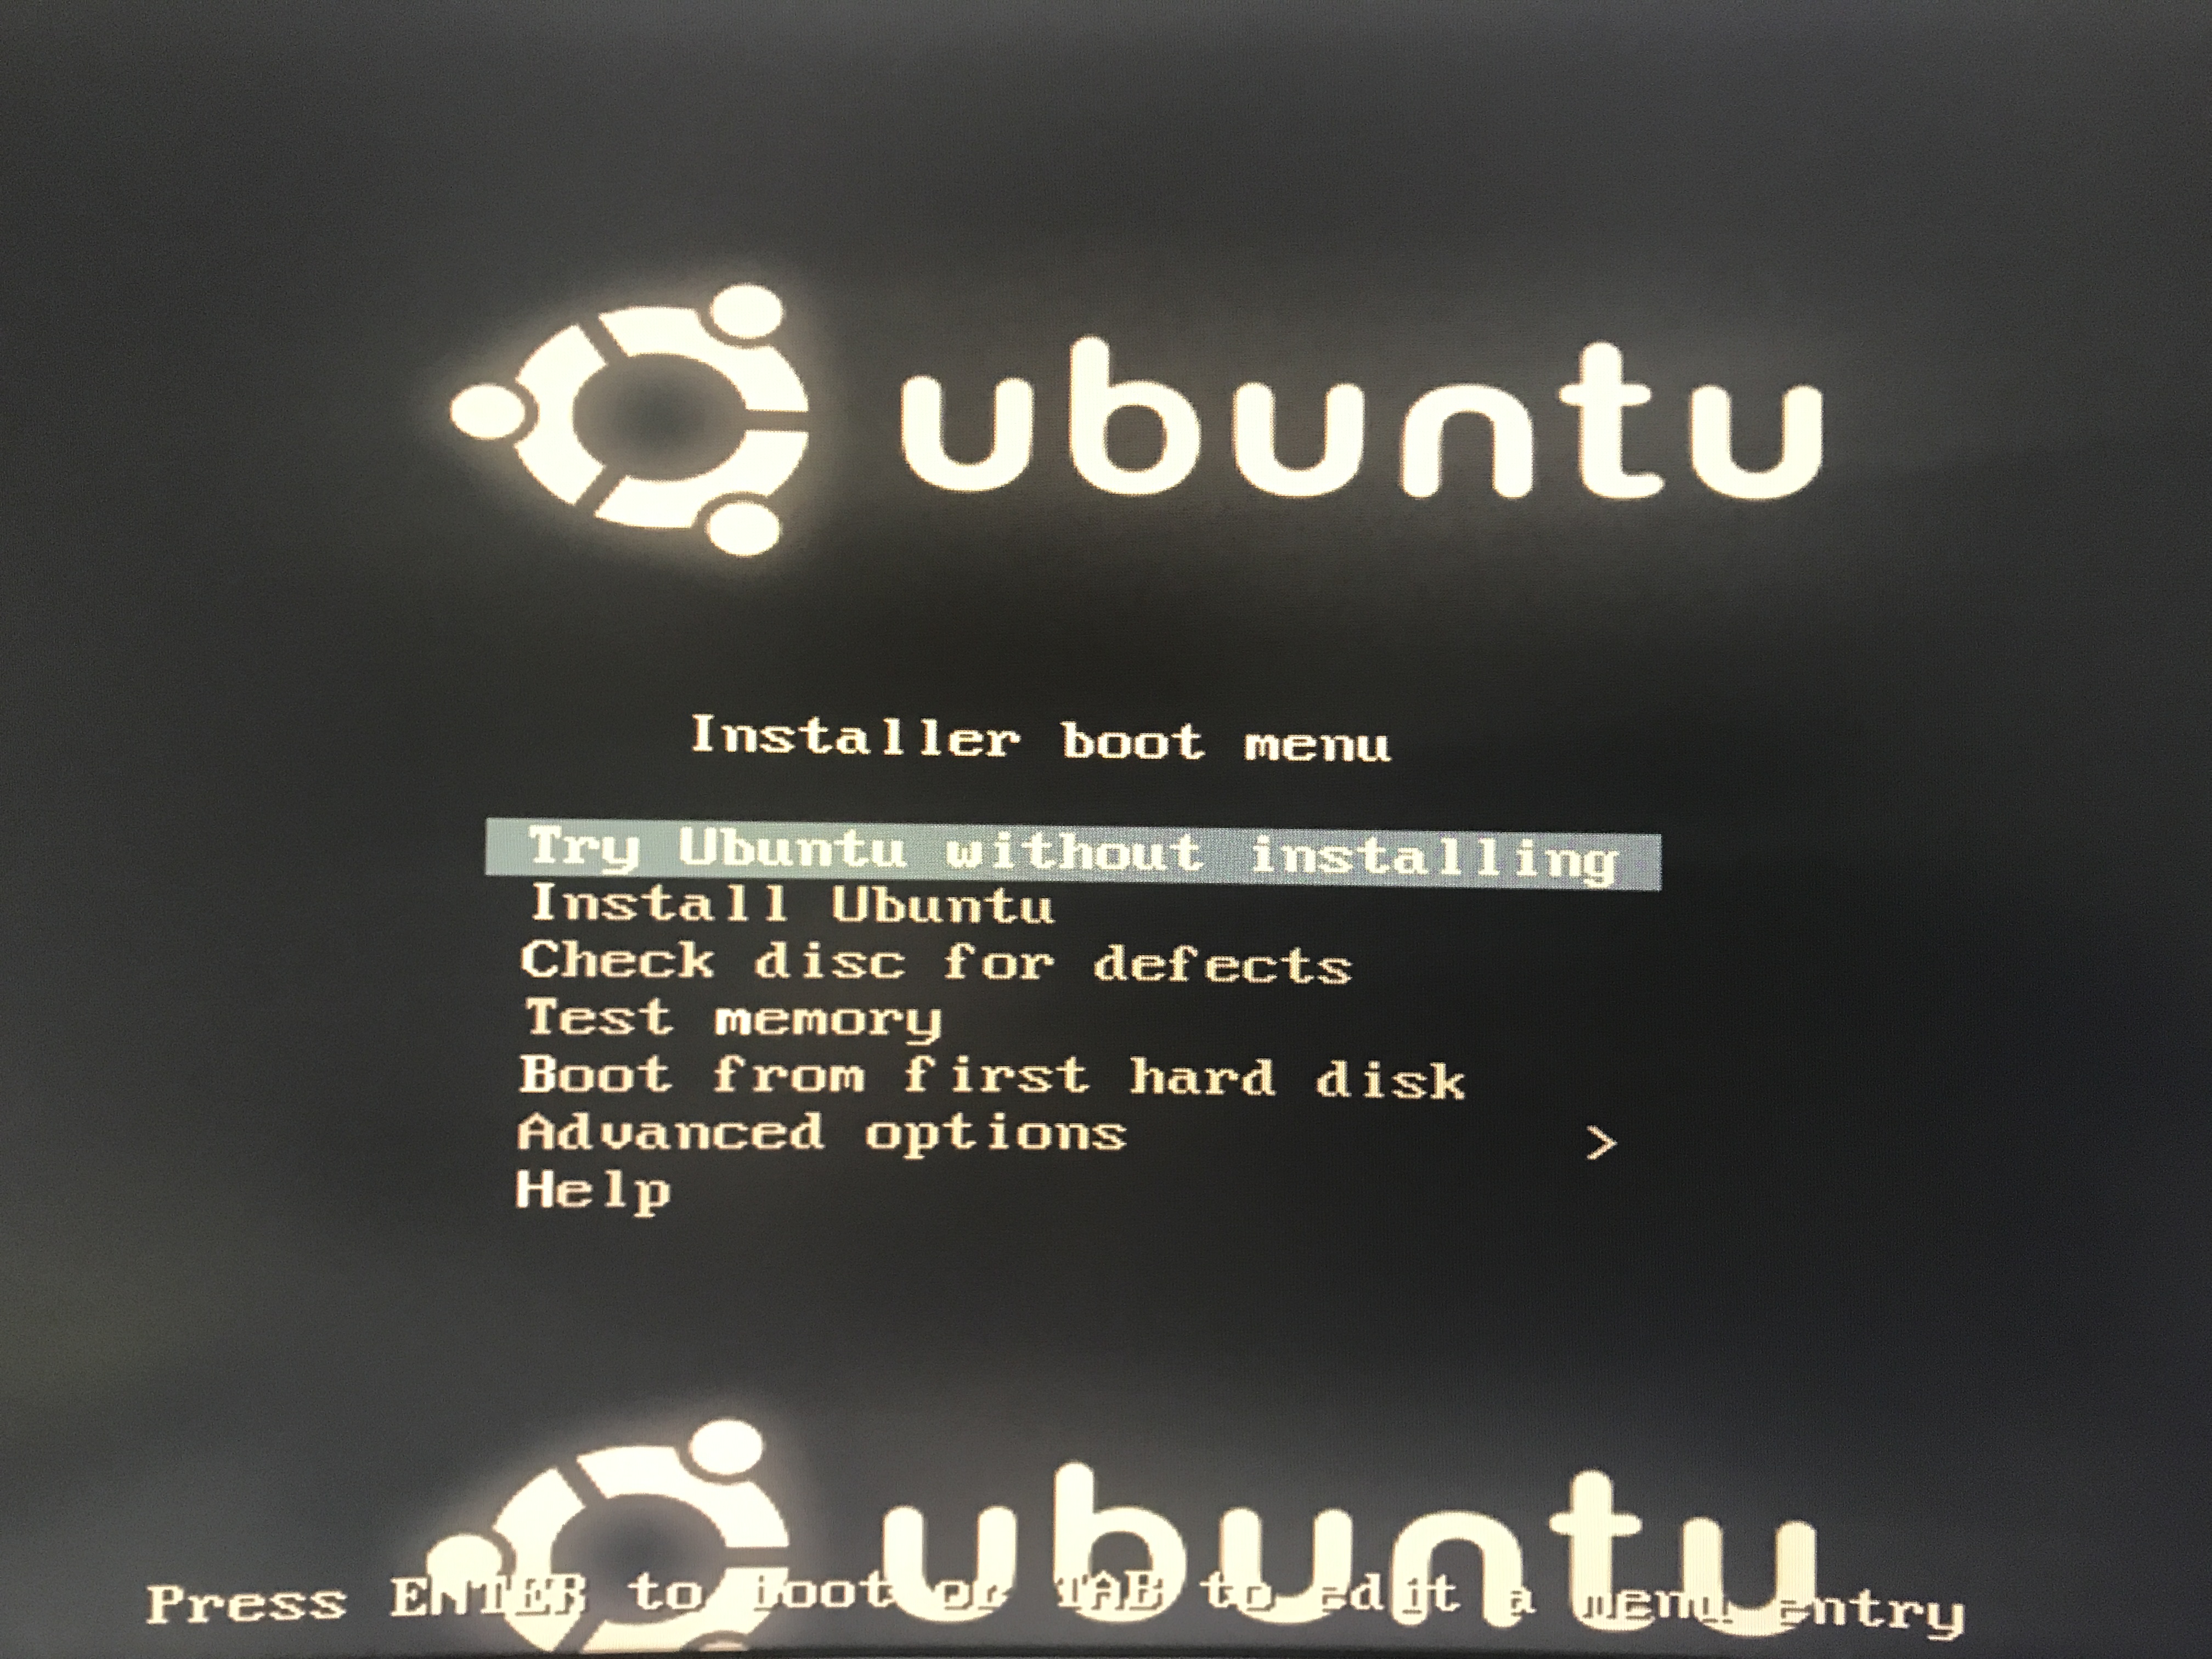 ubuntu
Installer boot menu
Try Ubuntu without installing
Install Ubuntu
Check disc for defects
Test memory
Boot from first hard disk
Advanced options >
Help
ubuntu
Press ENTER to boot or TAB to edit a menu entry